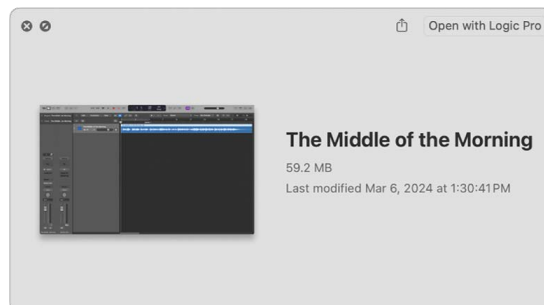 Open with Logic Pro
The Middle of the Morning
59.2 MB
Last modified Mar 6, 2024 at 1:30:41 PM